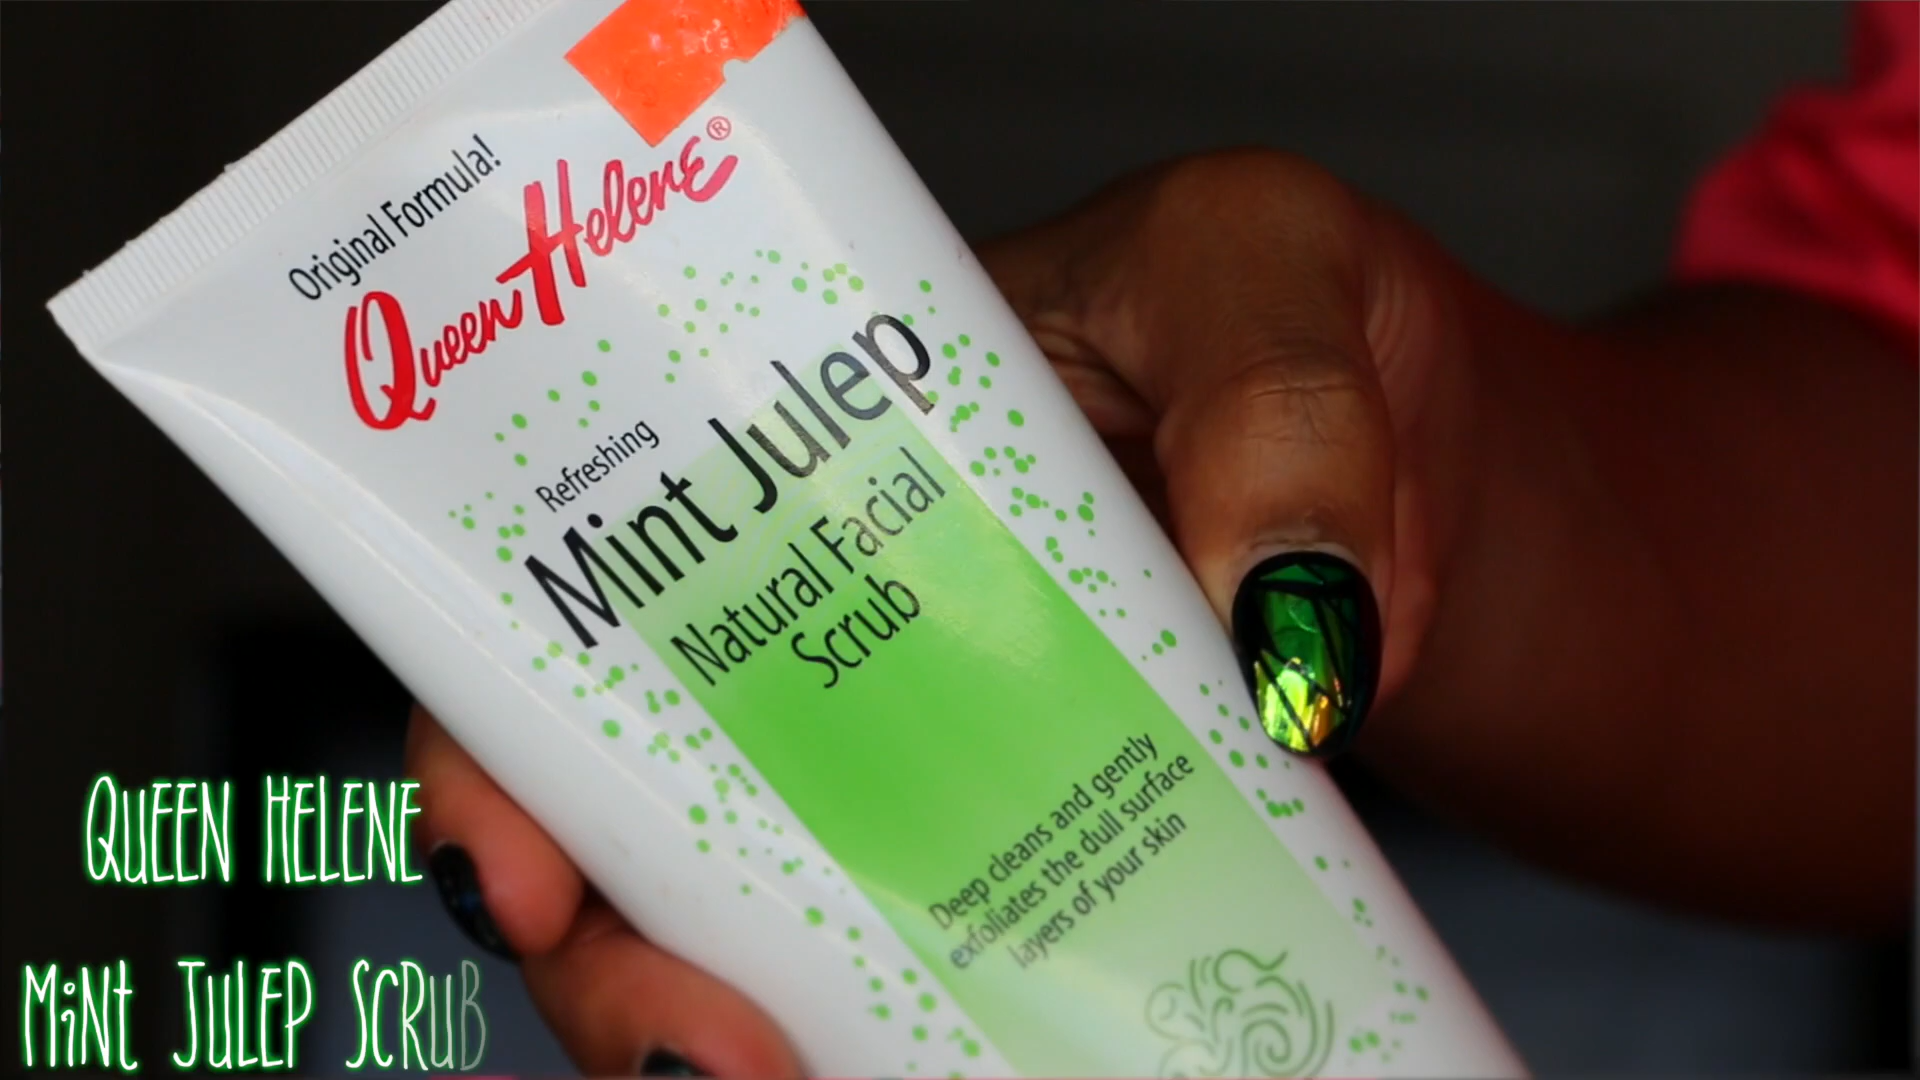 Original Formula!
Queen Helene®
Refreshing
Mint Julep
Natural Facial
Scrub
Deep cleans and gently
exfoliates the dull surface
layers of your skin
QUEEN HELENE
MiNt JULEP SCRUB